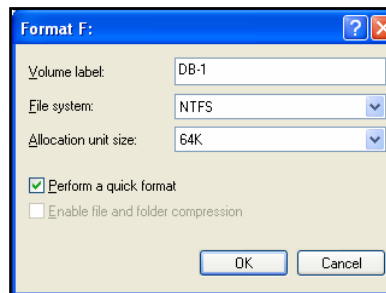 Format F:
Volume label: DB-1
File system: NTFS
Allocation unit size: 64K
Perform a quick format
Enable file and folder compression
OK Cancel